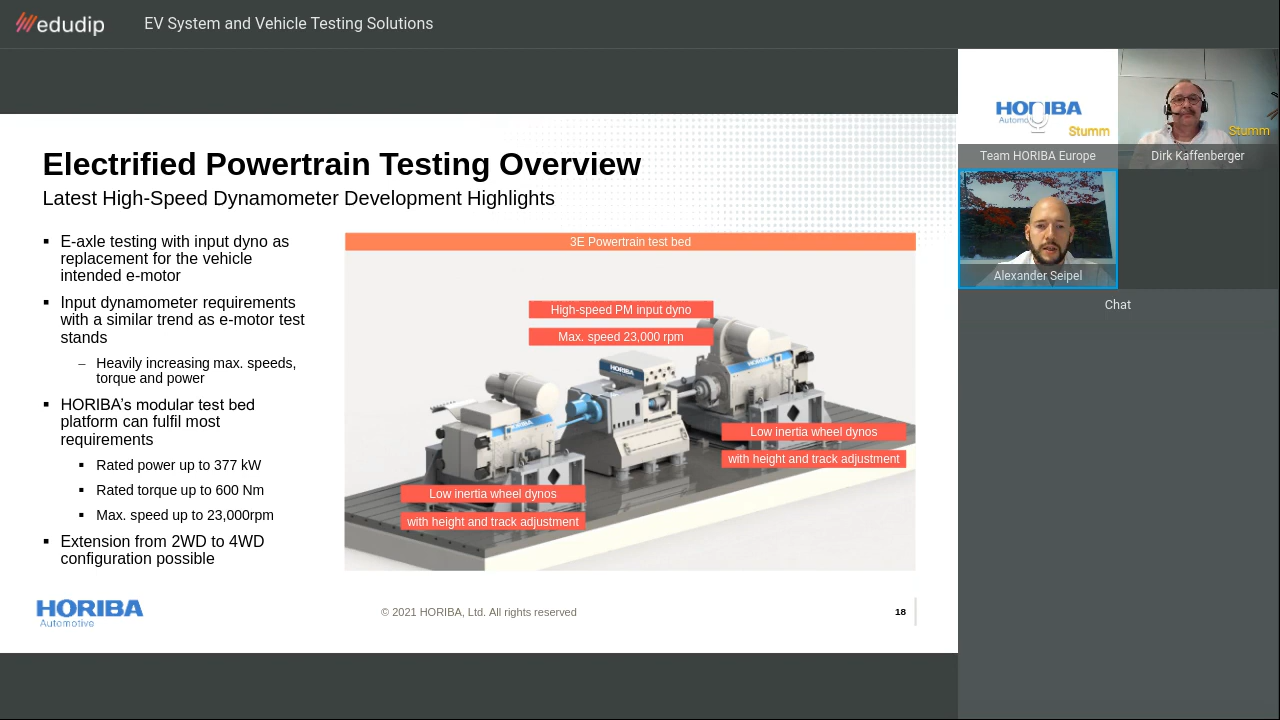 edudip
EV System and Vehicle Testing Solutions
Electrified Powertrain Testing Overview
Latest High-Speed Dynamometer Development Highlights
▪ E-axle testing with input dyno as
replacement for the vehicle
intended e-motor
▪ Input dynamometer requirements
with a similar trend as e-motor test
stands
– Heavily increasing max. speeds,
torque and power
▪ HORIBA's modular test bed
platform can fulfil most
requirements
▪ Rated power up to 377 kW
▪ Rated torque up to 600 Nm
▪ Max. speed up to 23,000rpm
▪ Extension from 2WD to 4WD
configuration possible
3E Powertrain test bed
High-speed PM input dyno
Max. speed 23,000 rpm
HORIBA
HORIBA
HORIBA
Low inertia wheel dynos
with height and track adjustment
Low inertia wheel dynos
with height and track adjustment
HORIBA
Automotive
© 2021 HORIBA, Ltd. All rights reserved
18
HORIBA
Stumm
Team HORIBA Europe
Stumm
Dirk Kaffenberger
Alexander Seipel
Chat